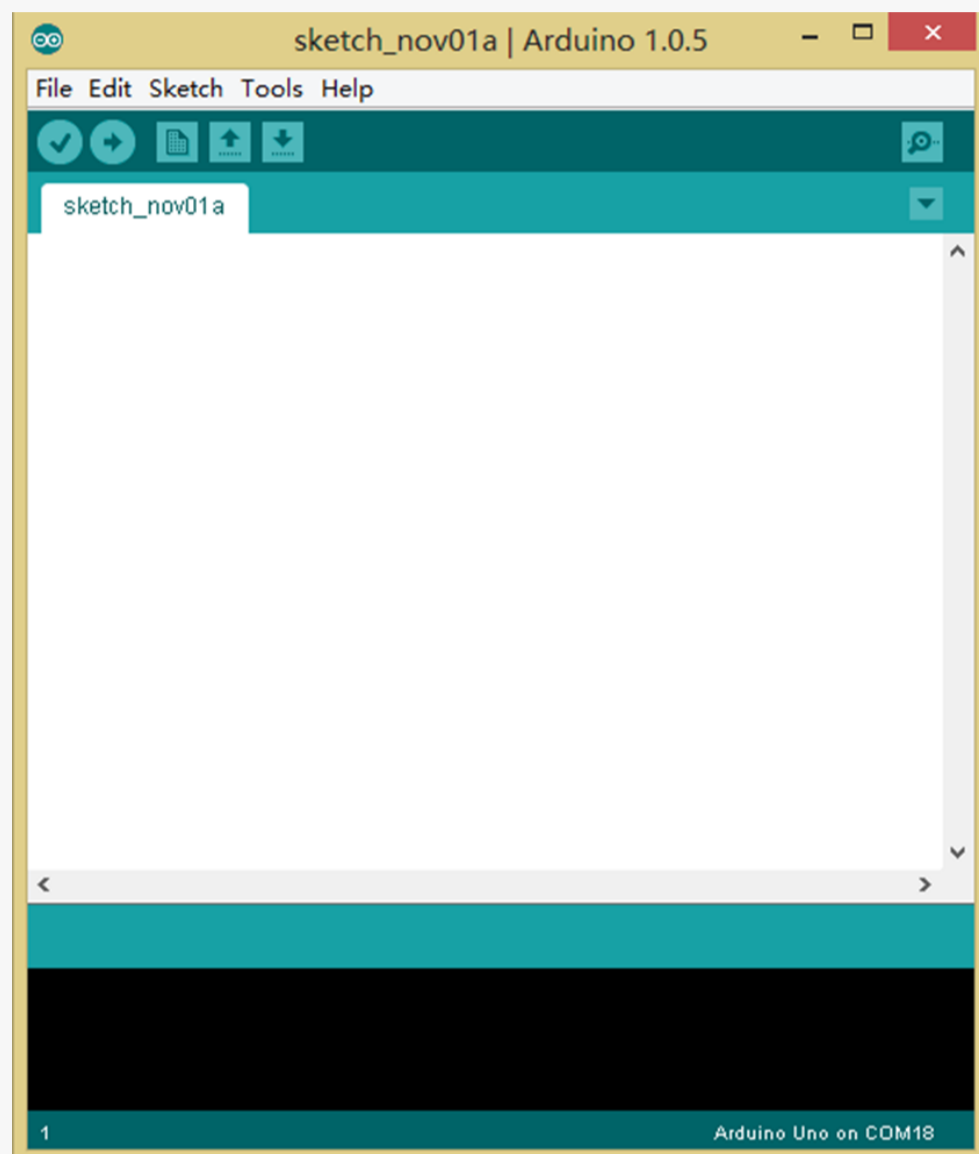 sketch_nov01a | Arduino 1.0.5
File Edit Sketch Tools Help
sketch_nov01a
1 Arduino Uno on COM18